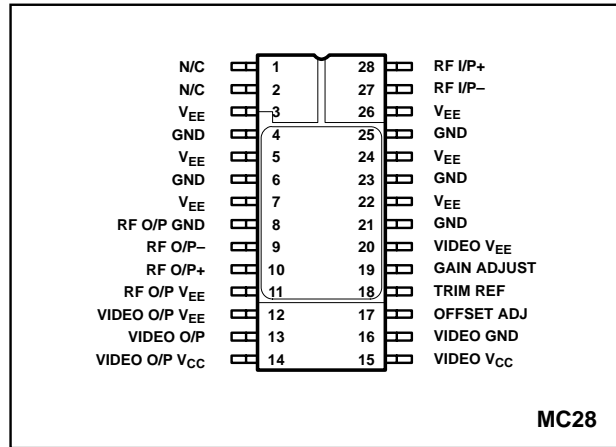 N/C 1 28 RF I/P+
N/C 2 27 RF I/P–
VEE 3 26 VEE
GND 4 25 GND
VEE 5 24 VEE
GND 6 23 GND
VEE 7 22 VEE
RF O/P GND 8 21 GND
RF O/P– 9 20 VIDEO VEE
RF O/P+ 10 19 GAIN ADJUST
RF O/P VEE 11 18 TRIM REF
VIDEO O/P VEE 12 17 OFFSET ADJ
VIDEO O/P 13 16 VIDEO GND
VIDEO O/P VCC 14 15 VIDEO VCC
MC28